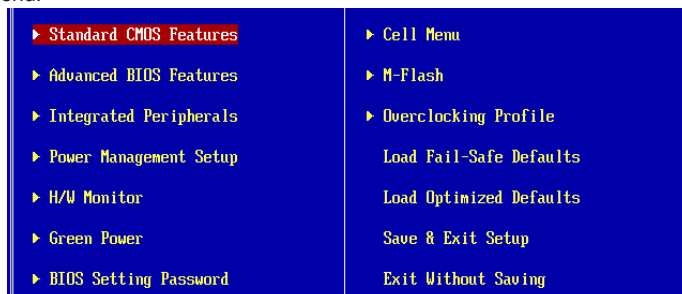 Standard CMOS Features
Advanced BIOS Features
Integrated Peripherals
Power Management Setup
H/W Monitor
Green Power
BIOS Setting Password
Cell Menu
M-Flash
Overclocking Profile
Load Fail-Safe Defaults
Load Optimized Defaults
Save & Exit Setup
Exit Without Saving